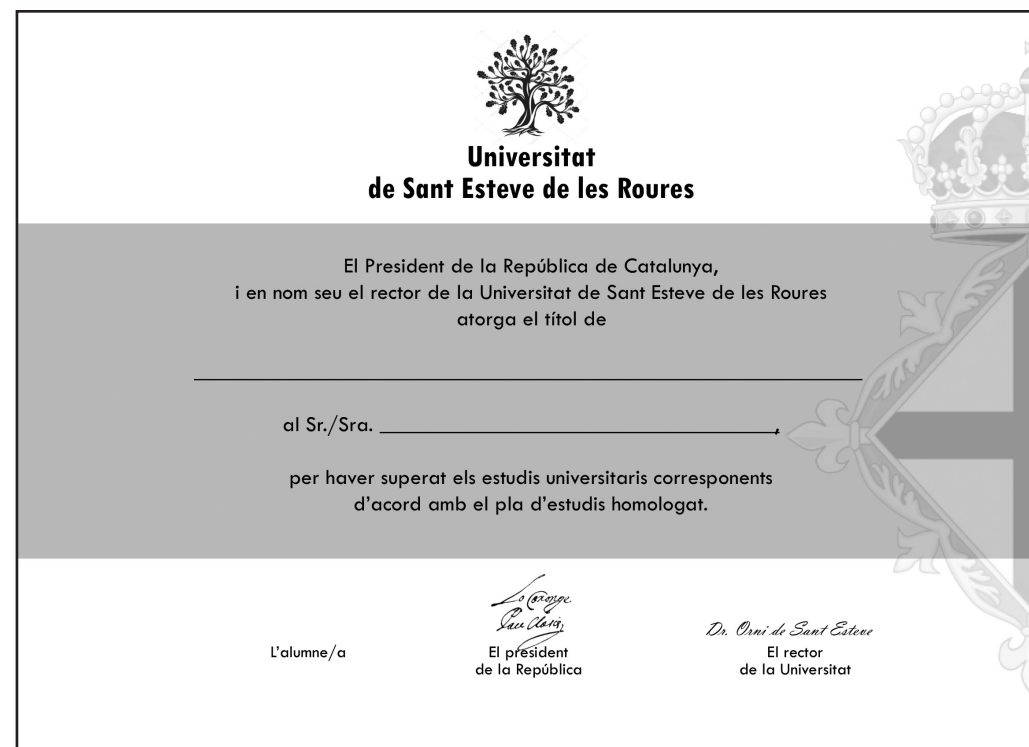 Universitat
de Sant Esteve de les Roures
El President de la República de Catalunya,
i en nom seu el rector de la Universitat de Sant Esteve de les Roures
atorga el títol de
al Sr./Sra. ,
per haver superat els estudis universitaris corresponents
d'acord amb el pla d'estudis homologat.
Pau Claris
Dr. Orni de Sant Esteve
L'alumne/a
El president
de la República
El rector
de la Universitat